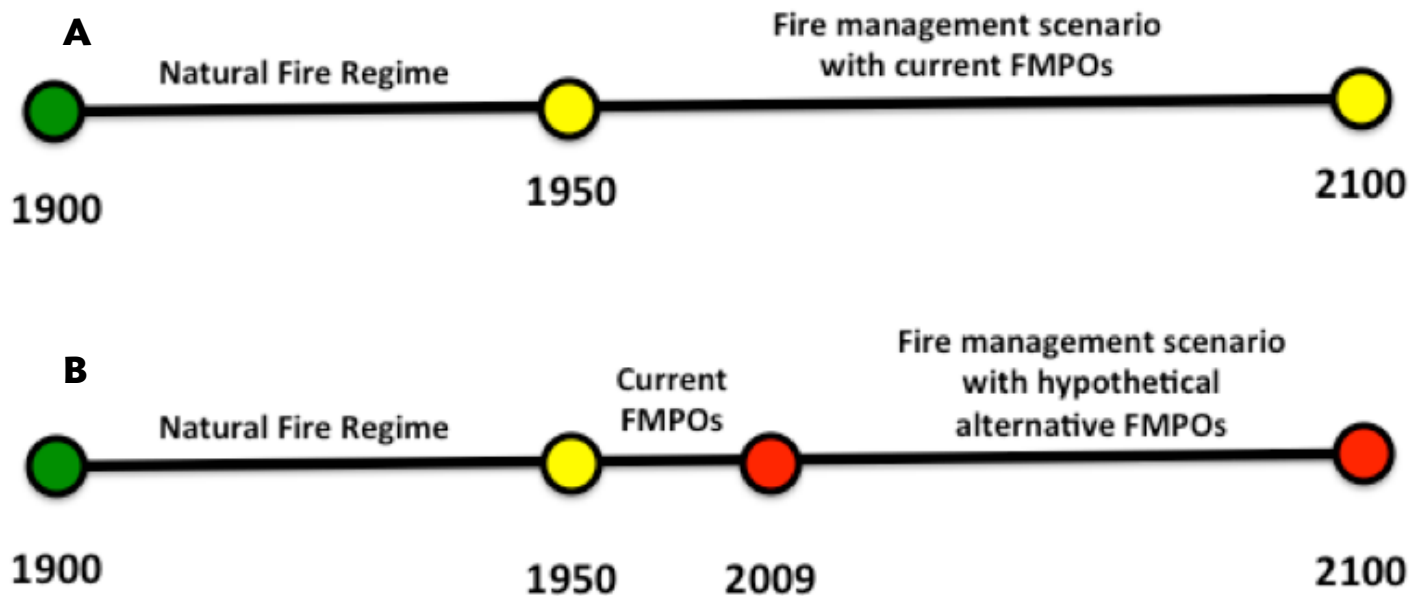 A
Natural Fire Regime
Fire management scenario
with current FMPOs
1900
1950
2100
B
Natural Fire Regime
Current
FMPOs
Fire management scenario
with hypothetical
alternative FMPOs
1900
1950
2009
2100